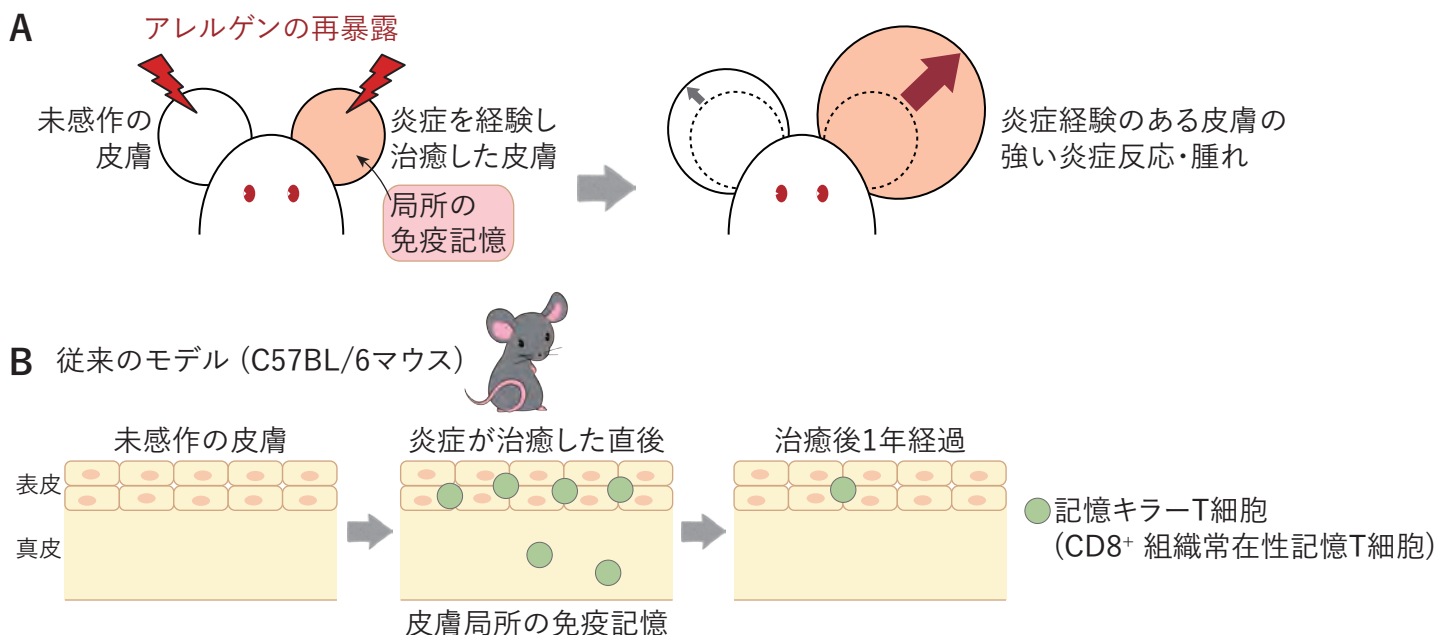 A
アレルゲンの再暴露
未感作の
皮膚
炎症を経験し
治癒した皮膚
局所の
免疫記憶
炎症経験のある皮膚の
強い炎症反応・腫れ
B 従来のモデル（C57BL/6マウス）
未感作の皮膚
炎症が治癒した直後
治癒後1年経過
表皮
真皮
記憶キラーT細胞
（CD8⁺ 組織常在性記憶T細胞）
皮膚局所の免疫記憶